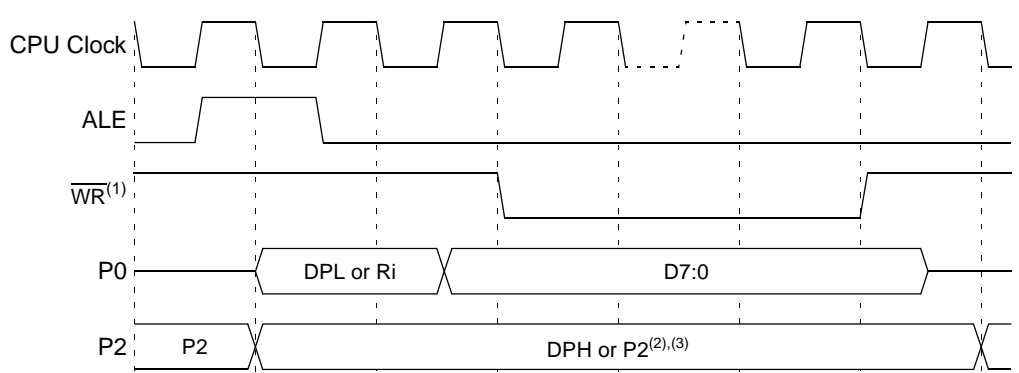 CPU Clock
ALE
WR(1)
P0 DPL or Ri D7:0
P2 P2 DPH or P2(2),(3)